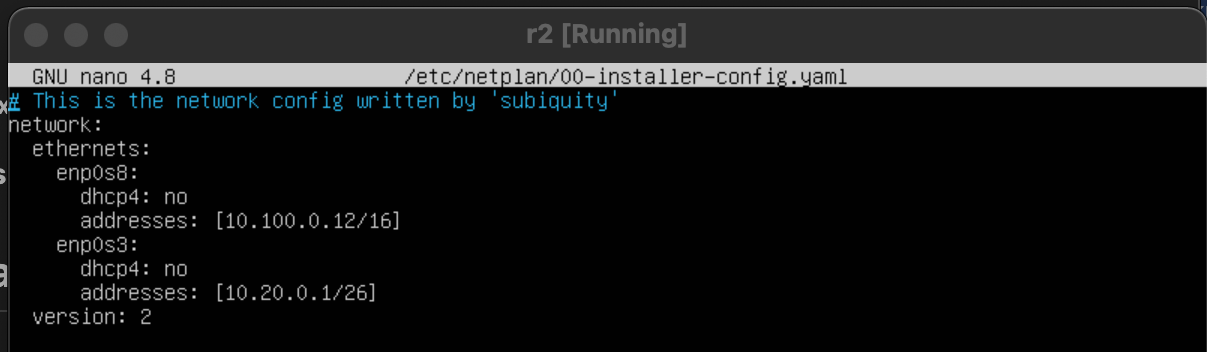 r2 [Running]
GNU nano 4.8 /etc/netplan/00-installer-config.yaml
# This is the network config written by 'subiquity'
network:
  ethernets:
    enp0s8:
      dhcp4: no
      addresses: [10.100.0.12/16]
    enp0s3:
      dhcp4: no
      addresses: [10.20.0.1/26]
  version: 2